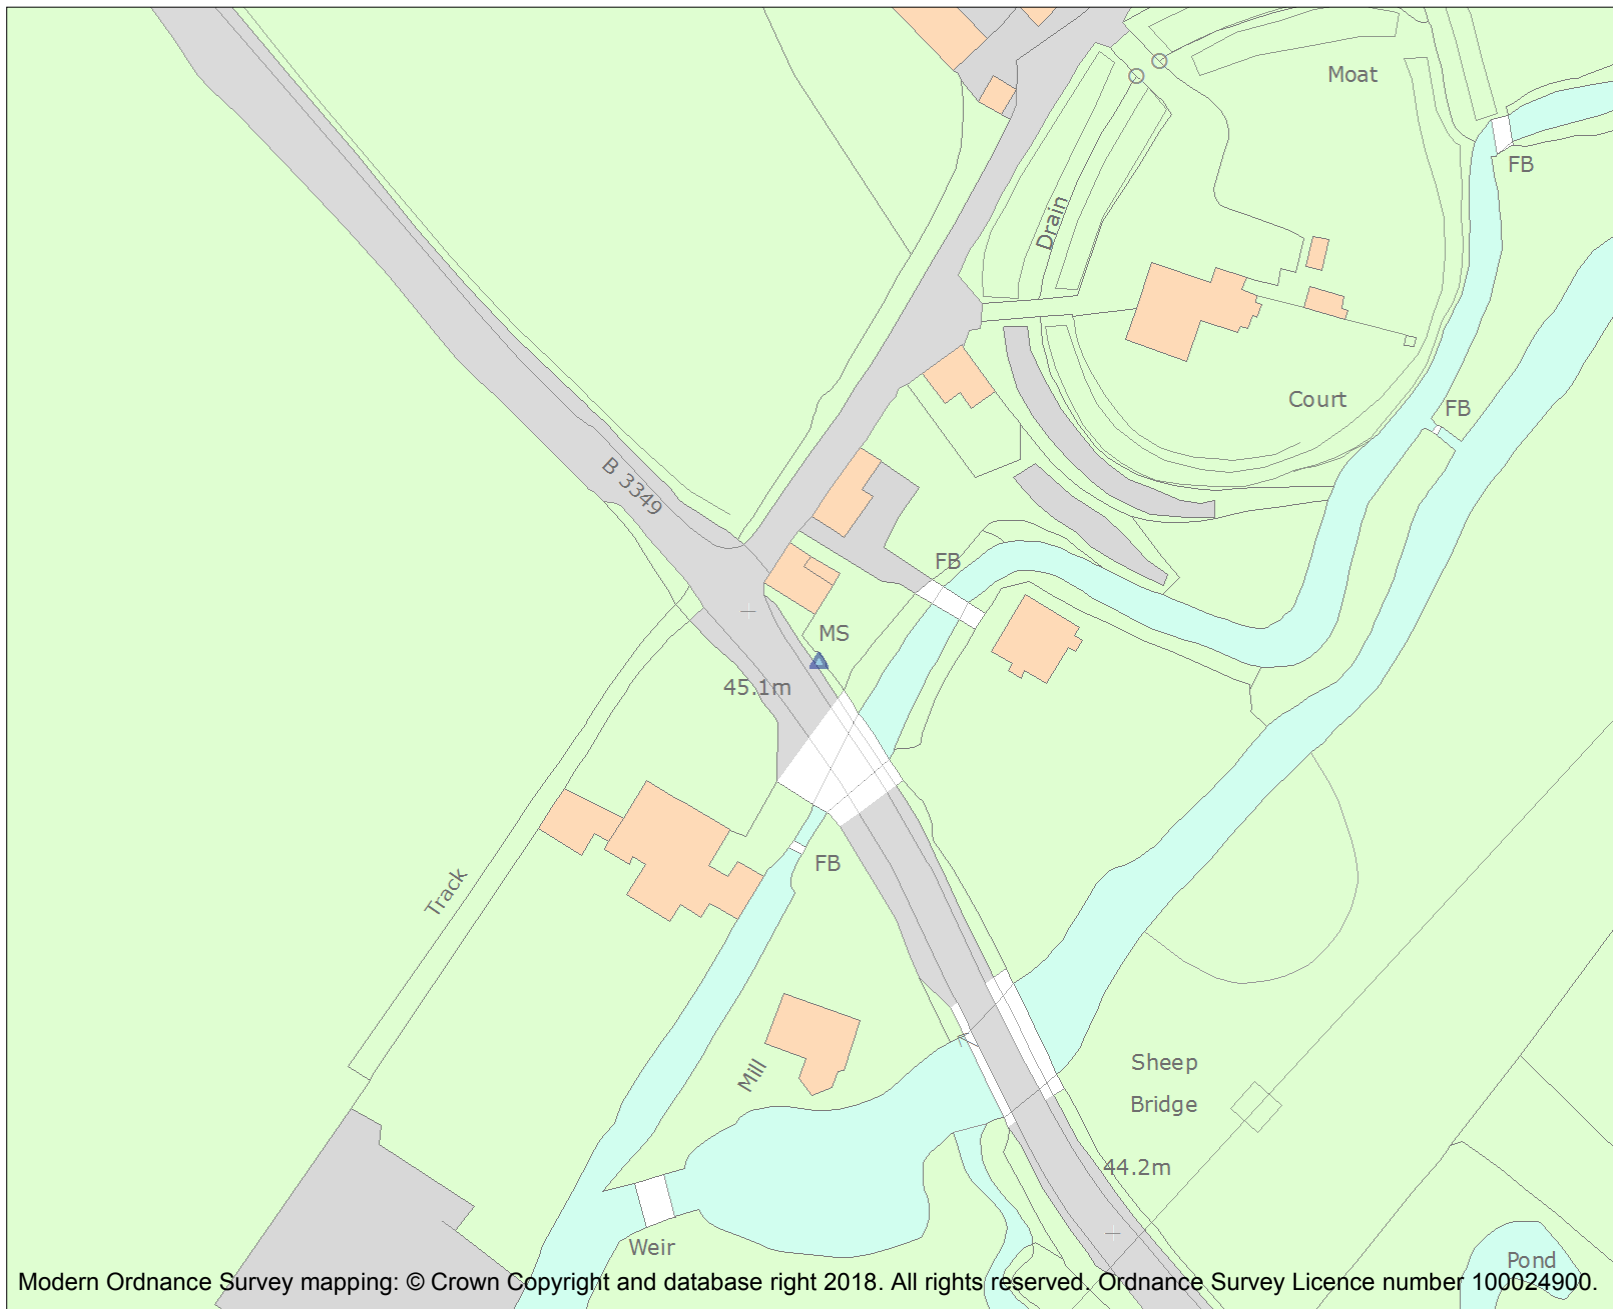 Moat
FB
Drain
Court
FB
B 3349
FB
MS
45.1m
FB
Track
Mill
Sheep
Bridge
44.2m
Weir
Pond
Modern Ordnance Survey mapping: © Crown Copyright and database right 2018. All rights reserved. Ordnance Survey Licence number 100024900.